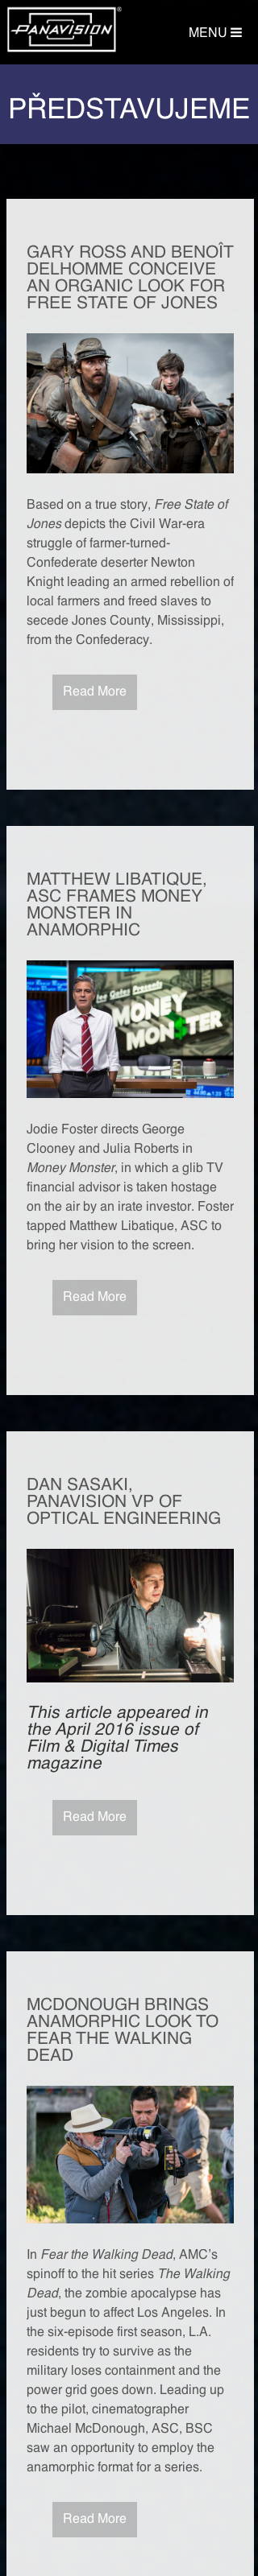 PANAVISION®
MENU
PŘEDSTAVUJEME
GARY ROSS AND BENOÎT
DELHOMME CONCEIVE
AN ORGANIC LOOK FOR
FREE STATE OF JONES
Based on a true story, Free State of
Jones depicts the Civil War-era
struggle of farmer-turned-
Confederate deserter Newton
Knight leading an armed rebellion of
local farmers and freed slaves to
secede Jones County, Mississippi,
from the Confederacy.
Read More
MATTHEW LIBATIQUE,
ASC FRAMES MONEY
MONSTER IN
ANAMORPHIC
MONEY
MON$TER
Jodie Foster directs George
Clooney and Julia Roberts in
Money Monster, in which a glib TV
financial advisor is taken hostage
on the air by an irate investor. Foster
tapped Matthew Libatique, ASC to
bring her vision to the screen.
Read More
DAN SASAKI,
PANAVISION VP OF
OPTICAL ENGINEERING
This article appeared in
the April 2016 issue of
Film & Digital Times
magazine
Read More
MCDONOUGH BRINGS
ANAMORPHIC LOOK TO
FEAR THE WALKING
DEAD
In Fear the Walking Dead, AMC's
spinoff to the hit series The Walking
Dead, the zombie apocalypse has
just begun to affect Los Angeles. In
the six-episode first season, L.A.
residents try to survive as the
military loses containment and the
power grid goes down. Leading up
to the pilot, cinematographer
Michael McDonough, ASC, BSC
saw an opportunity to employ the
anamorphic format for a series.
Read More